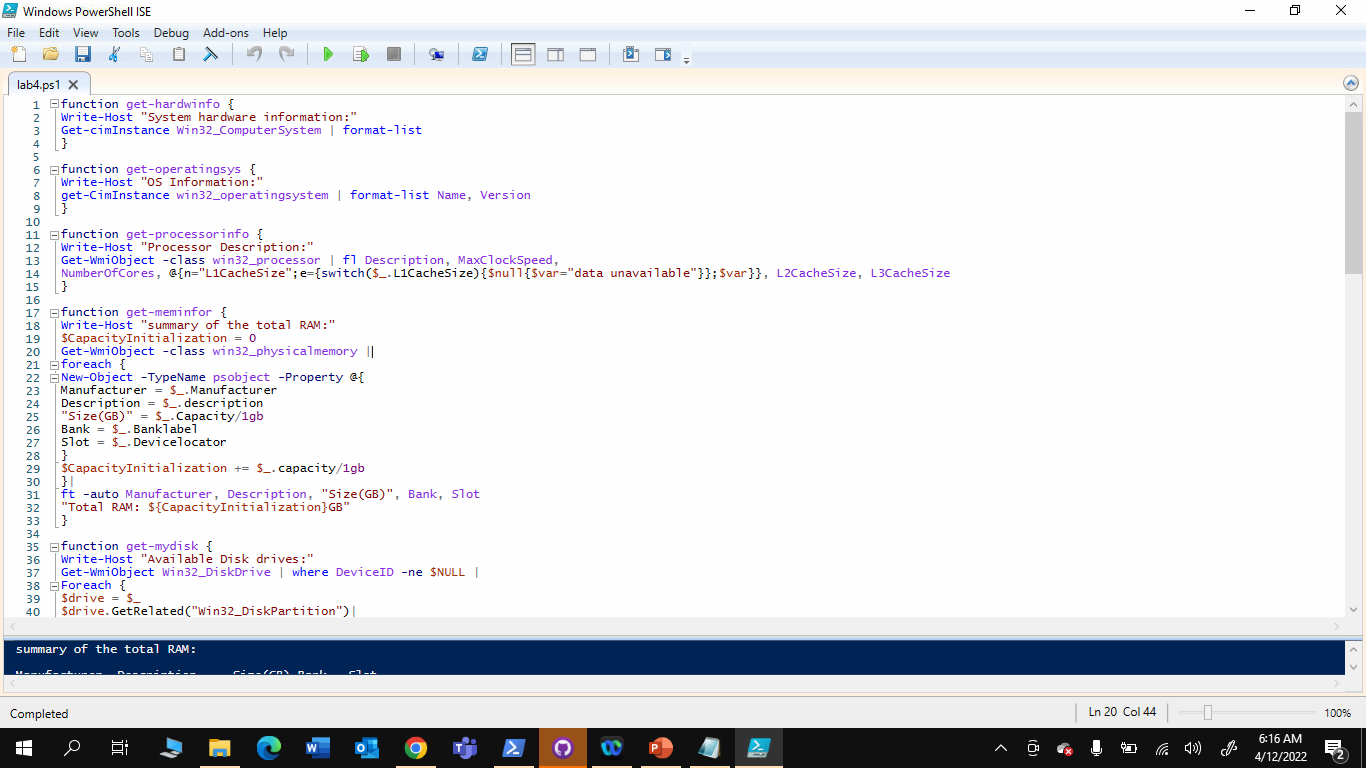 Windows PowerShell ISE
File Edit View Tools Debug Add-ons Help
lab4.ps1
1 function get-hardwinfo {
2 Write-Host "System hardware information:"
3 Get-cimInstance Win32_ComputerSystem | format-list
4 }
5
6 function get-operatingsys {
7 Write-Host "OS Information:"
8 get-CimInstance win32_operatingsystem | format-list Name, Version
9 }
10
11 function get-processorinfo {
12 Write-Host "Processor Description:"
13 Get-WmiObject -class win32_processor | fl Description, MaxClockSpeed,
14 NumberOfCores, @{n="L1CacheSize";e={switch($_.L1CacheSize){$null{$var="data unavailable"}};$var}}, L2CacheSize, L3CacheSize
15 }
16
17 function get-meminfor {
18 Write-Host "summary of the total RAM:"
19 $CapacityInitialization = 0
20 Get-WmiObject -class win32_physicalmemory |
21 foreach {
22 New-Object -TypeName psobject -Property @{
23 Manufacturer = $_.Manufacturer
24 Description = $_.description
25 "Size(GB)" = $_.Capacity/1gb
26 Bank = $_.Banklabel
27 Slot = $_.Devicelocator
28 }
29 $CapacityInitialization += $_.capacity/1gb
30 }|
31 ft -auto Manufacturer, Description, "Size(GB)", Bank, Slot
32 "Total RAM: ${CapacityInitialization}GB"
33 }
34
35 function get-mydisk {
36 Write-Host "Available Disk drives:"
37 Get-WmiObject Win32_DiskDrive | where DeviceID -ne $NULL |
38 Foreach {
39 $drive = $_
40 $drive.GetRelated("Win32_DiskPartition")|
summary of the total RAM:
Manufacturer Description Size(GB) Bank Slot
Completed
Ln 20 Col 44
100%
6:16 AM
4/12/2022
2